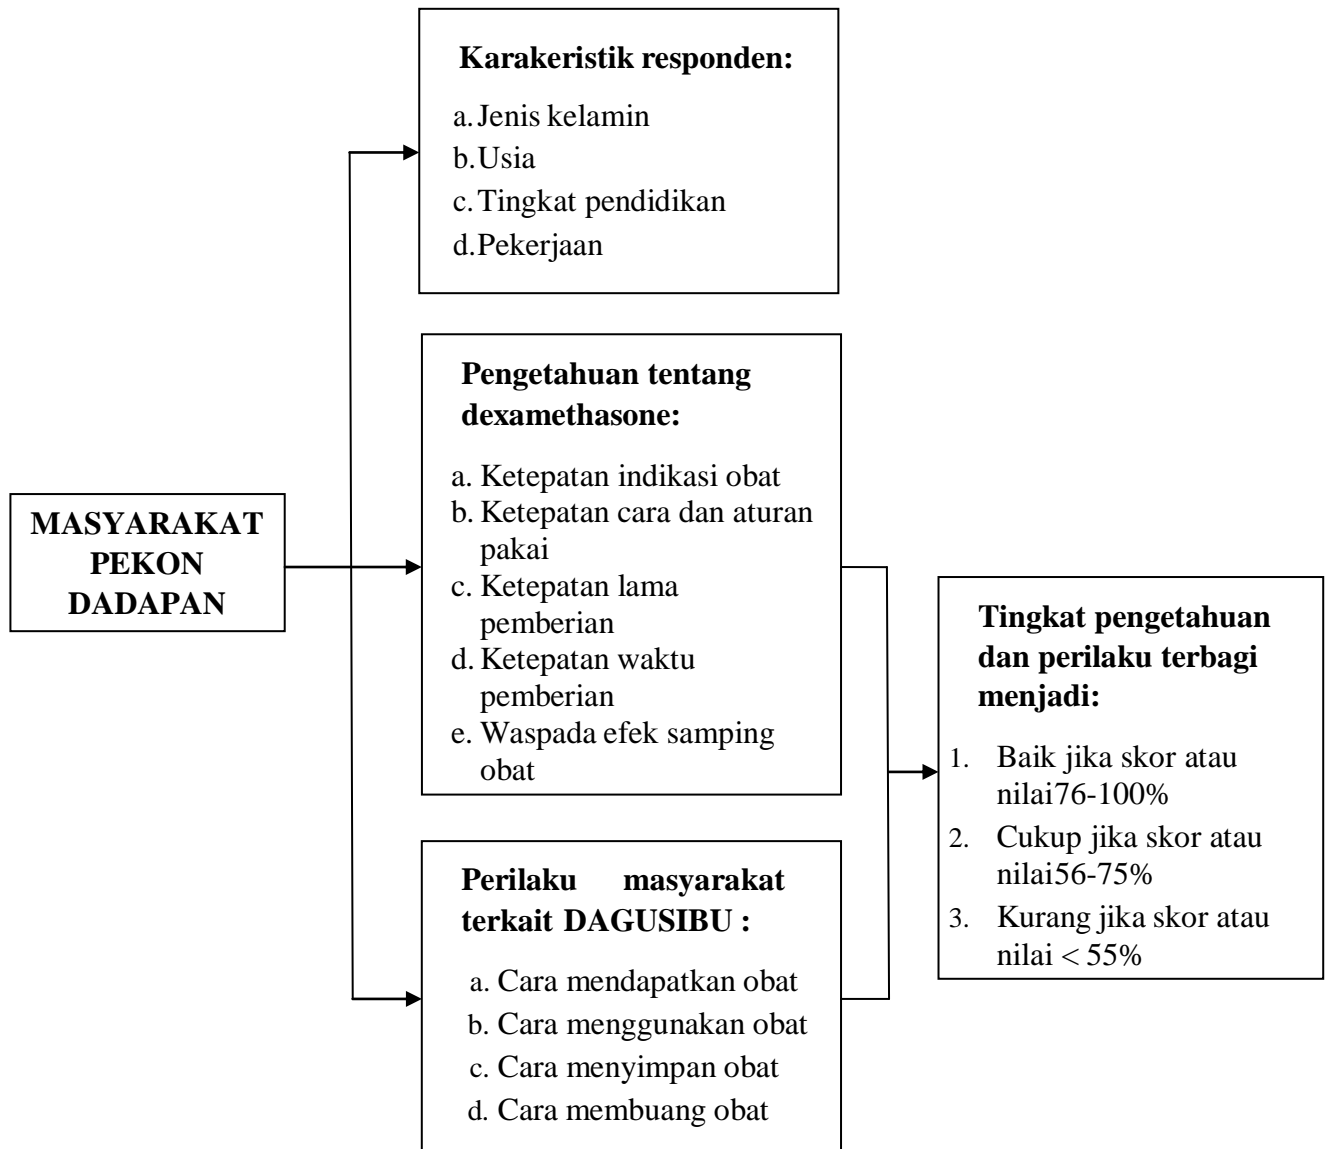 Karakeristik responden:
a. Jenis kelamin
b. Usia
c. Tingkat pendidikan
d. Pekerjaan
Pengetahuan tentang
dexamethasone:
a. Ketepatan indikasi obat
b. Ketepatan cara dan aturan
pakai
c. Ketepatan lama
pemberian
d. Ketepatan waktu
pemberian
e. Waspada efek samping
obat
MASYARAKAT
PEKON
DADAPAN
Perilaku masyarakat
terkait DAGUSIBU :
a. Cara mendapatkan obat
b. Cara menggunakan obat
c. Cara menyimpan obat
d. Cara membuang obat
Tingkat pengetahuan
dan perilaku terbagi
menjadi:
1. Baik jika skor atau
nilai76-100%
2. Cukup jika skor atau
nilai56-75%
3. Kurang jika skor atau
nilai < 55%